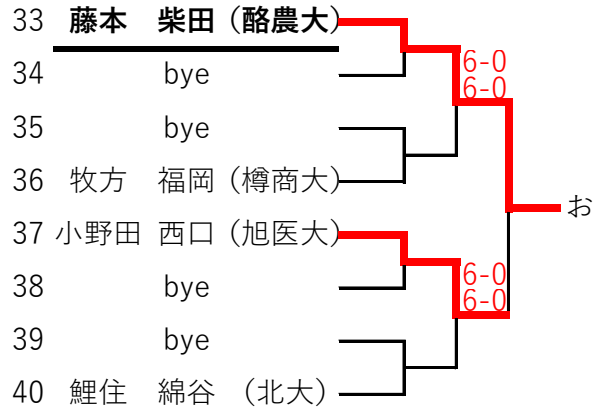 33 藤本 柴田（酪農大）
6-0
34 bye
6-0
35 bye
36 牧方 福岡（樽商大）
お
37 小野田 西口（旭医大）
6-0
38 bye
6-0
39 bye
40 鯉住 綿谷 （北大）